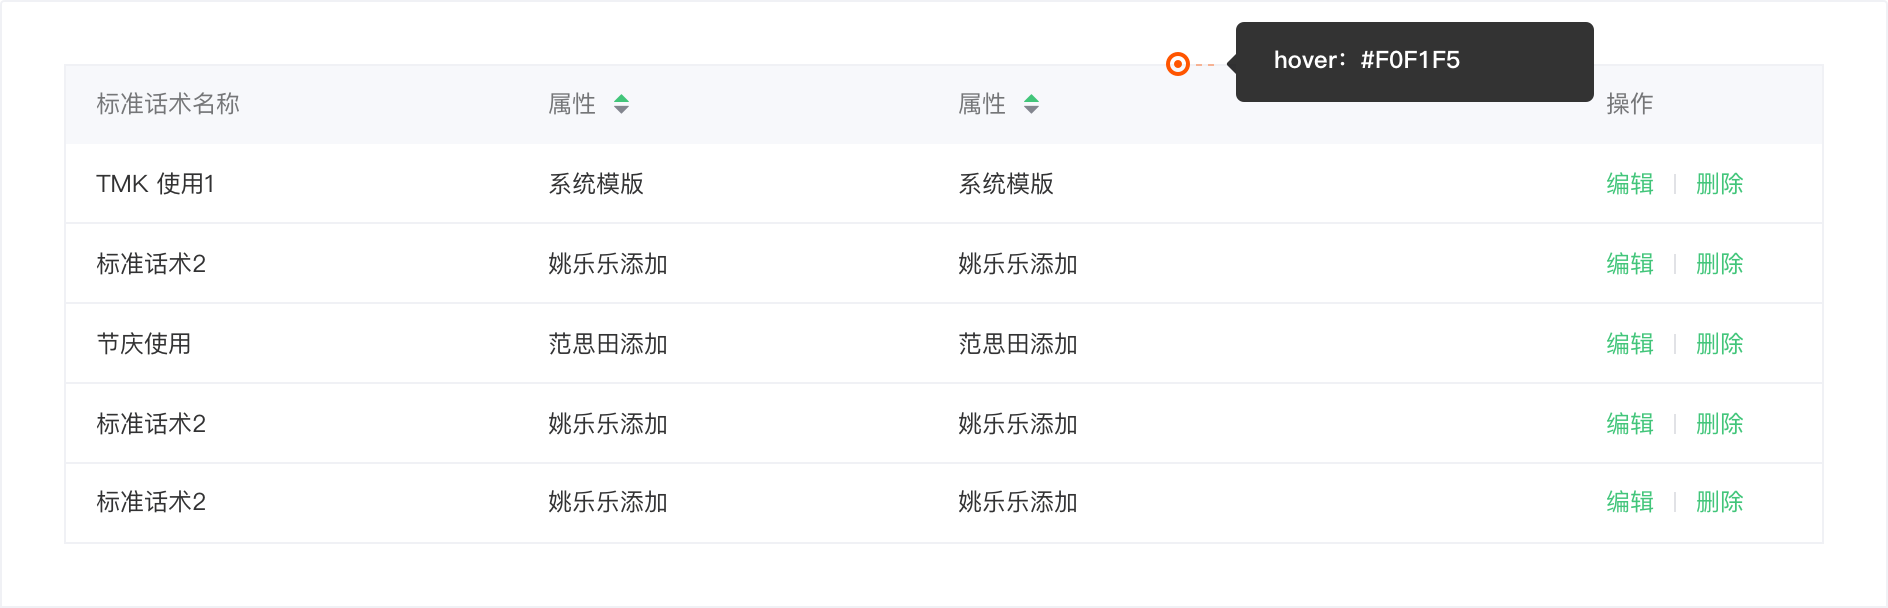 hover：#F0F1F5
标准话术名称 属性 属性 操作
TMK 使用1 系统模版 系统模版 编辑 | 删除
标准话术2 姚乐乐添加 姚乐乐添加 编辑 | 删除
节庆使用 范思田添加 范思田添加 编辑 | 删除
标准话术2 姚乐乐添加 姚乐乐添加 编辑 | 删除
标准话术2 姚乐乐添加 姚乐乐添加 编辑 | 删除